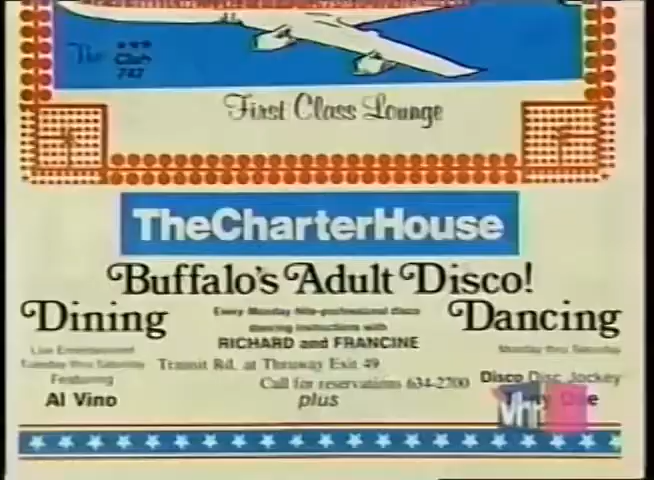 The Club
747
First Class Lounge
TheCharterHouse
Buffalo's Adult Disco!
Dining
Every Monday Nite-professional disco
dancing instructions with
RICHARD and FRANCINE
Dancing
Live Entertainment
Tuesday thru Saturday
Featuring
Al Vino
Transit Rd. at Thruway Exit 49
Call for reservations 634-2700
plus
Monday thru Saturday
Disco Disc Jockey
vh1